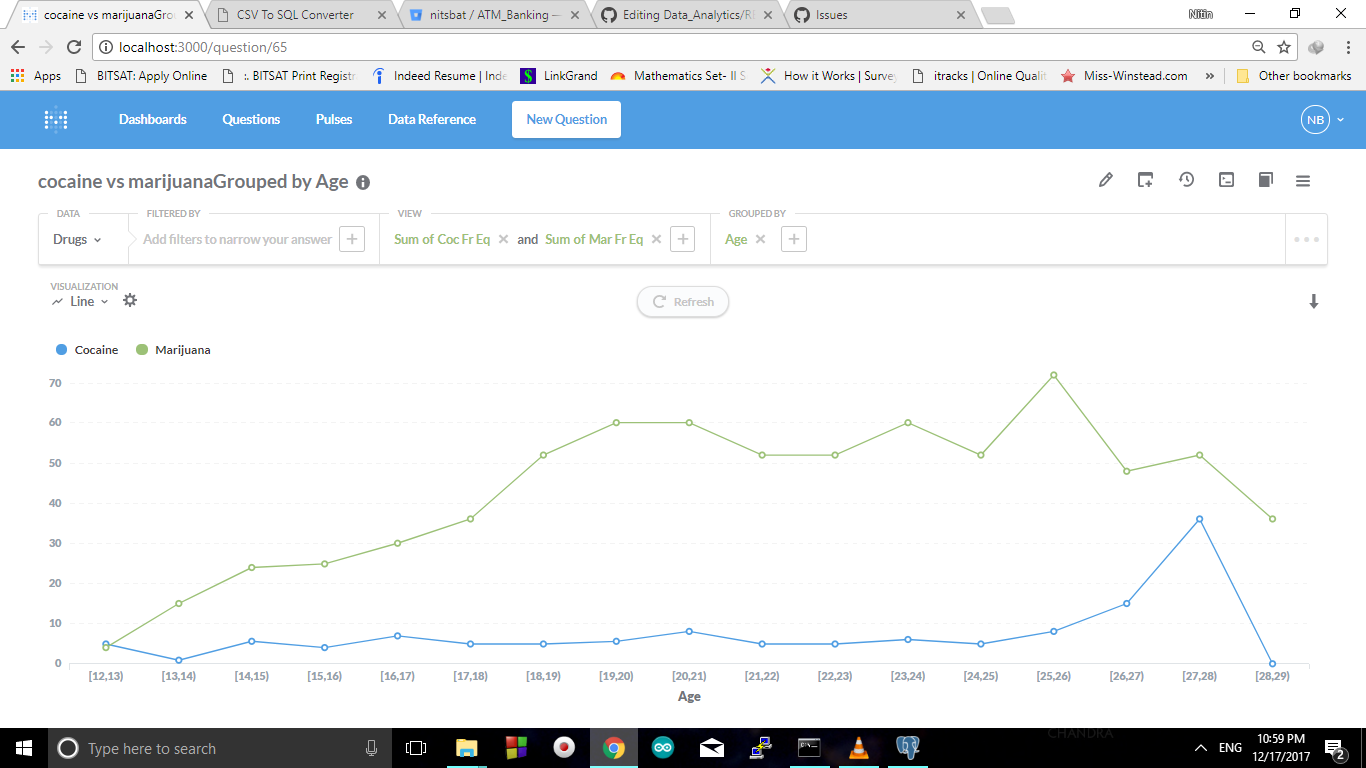 cocaine vs marijuanaGro
CSV To SQL Converter
nitsbat / ATM_Banking —
Editing Data_Analytics/R
Issues
Nitin
localhost:3000/question/65
Apps
BITSAT: Apply Online
:. BITSAT Print Registr
Indeed Resume | Inde
LinkGrand
Mathematics Set- II S
How it Works | Survey
itracks | Online Qualit
Miss-Winstead.com
»
Other bookmarks
Dashboards
Questions
Pulses
Data Reference
New Question
NB
cocaine vs marijuanaGrouped by Age
DATA
FILTERED BY
VIEW
GROUPED BY
Drugs
Add filters to narrow your answer
Sum of Coc Fr Eq
and
Sum of Mar Fr Eq
Age
VISUALIZATION
Line
Refresh
Cocaine
Marijuana
70
60
50
40
30
20
10
0
[12,13)
[13,14)
[14,15)
[15,16)
[16,17)
[17,18)
[18,19)
[19,20)
[20,21)
[21,22)
[22,23)
[23,24)
[24,25)
[25,26)
[26,27)
[27,28)
[28,29)
Age
CHANDRA
Type here to search
ENG
10:59 PM
12/17/2017
2